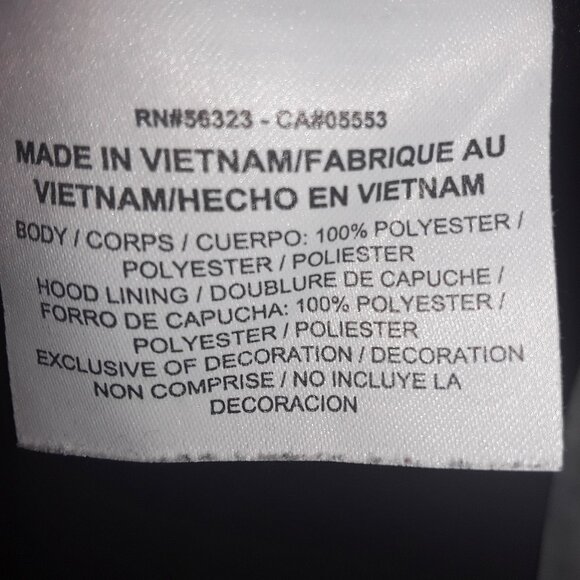 RN#56323 - CA#05553
MADE IN VIETNAM/FABRIQUE AU
VIETNAM/HECHO EN VIETNAM
BODY / CORPS / CUERPO: 100% POLYESTER /
POLYESTER / POLIESTER
HOOD LINING / DOUBLURE DE CAPUCHE /
FORRO DE CAPUCHA: 100% POLYESTER /
POLYESTER / POLIESTER
EXCLUSIVE OF DECORATION / DECORATION
NON COMPRISE / NO INCLUYE LA
DECORACION